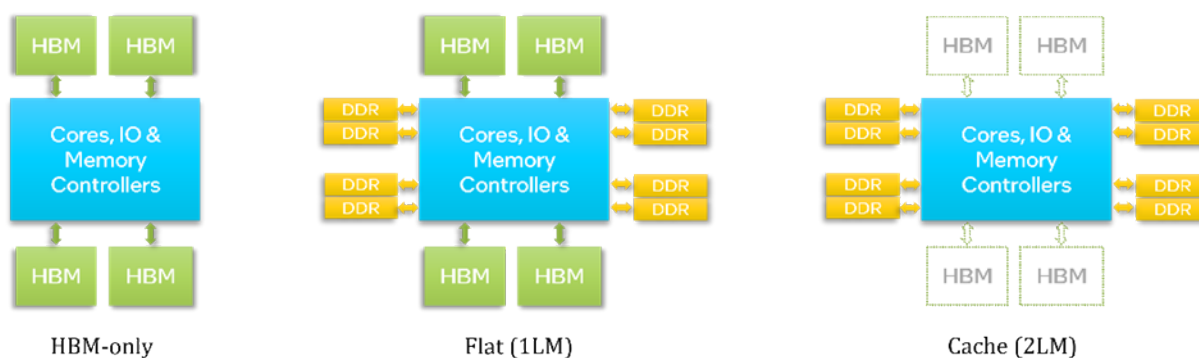 HBM HBM
Cores, IO &
Memory
Controllers
HBM HBM
HBM-only
HBM HBM
DDR DDR
DDR DDR
Cores, IO &
Memory
Controllers
DDR DDR
DDR DDR
HBM HBM
Flat (1LM)
HBM HBM
DDR DDR
DDR DDR
Cores, IO &
Memory
Controllers
DDR DDR
DDR DDR
HBM HBM
Cache (2LM)